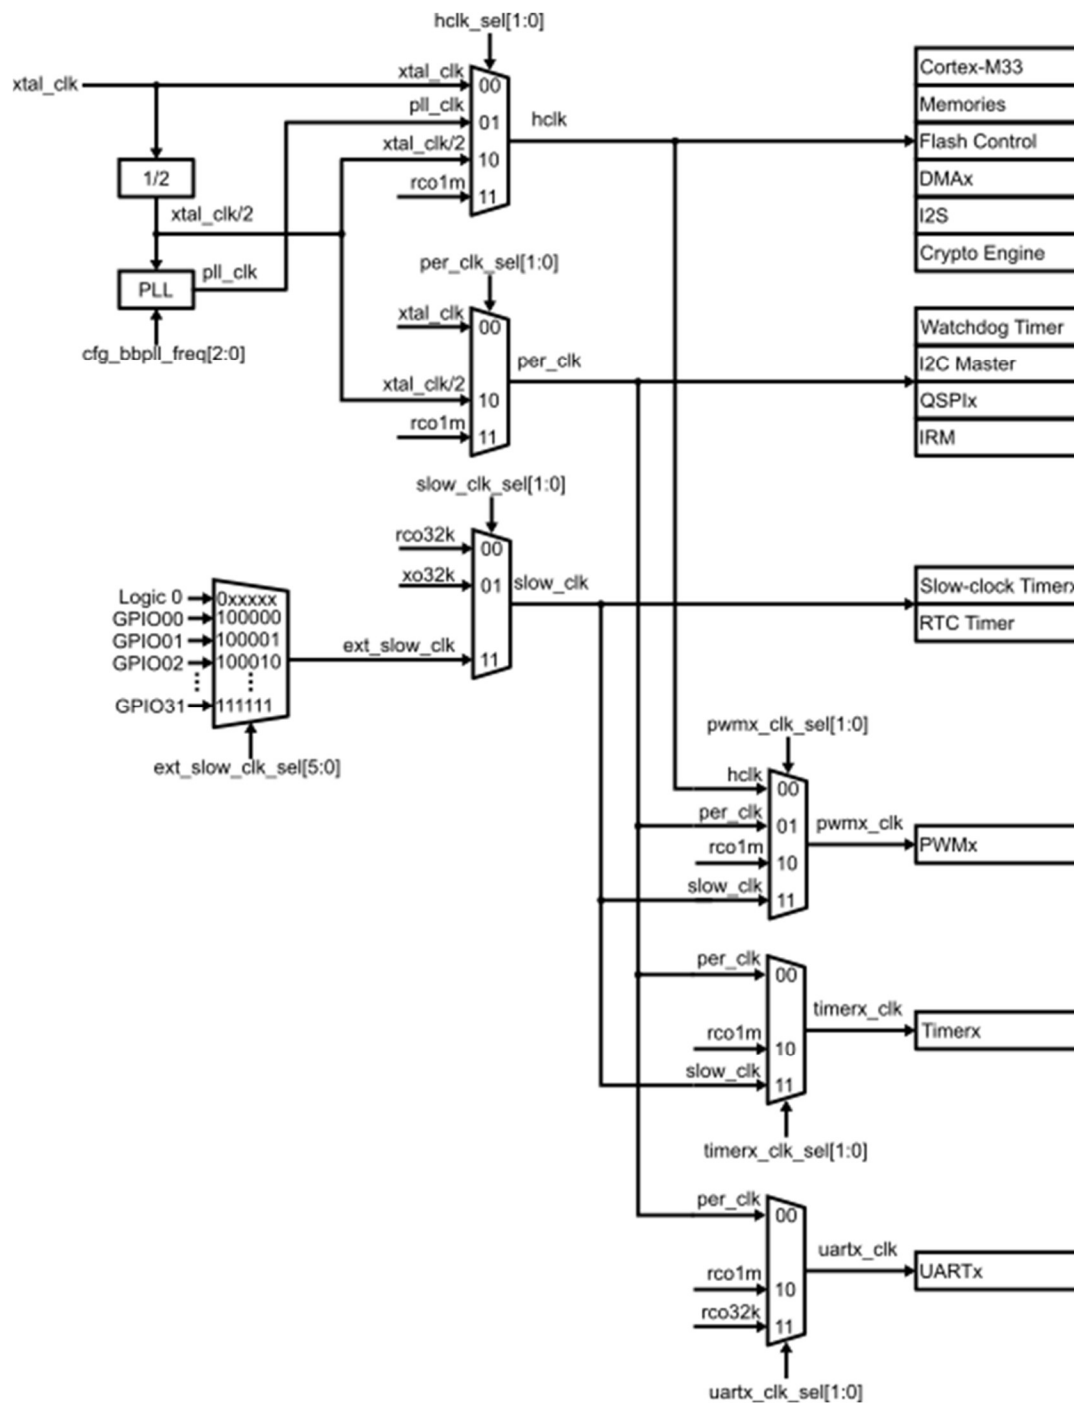 hclk_sel[1:0]
xtal_clk
xtal_clk
00
pll_clk
01
hclk
xtal_clk/2
10
rco1m
11
1/2
xtal_clk/2
PLL
pll_clk
cfg_bbpll_freq[2:0]
Cortex-M33
Memories
Flash Control
DMAx
I2S
Crypto Engine
per_clk_sel[1:0]
xtal_clk
00
per_clk
xtal_clk/2
10
rco1m
11
Watchdog Timer
I2C Master
QSPIx
IRM
slow_clk_sel[1:0]
rco32k
00
xo32k
01
slow_clk
ext_slow_clk
11
Slow-clock Timerx
RTC Timer
Logic 0
0xxxxx
GPIO00
100000
GPIO01
100001
GPIO02
100010
GPIO31
111111
ext_slow_clk_sel[5:0]
pwmx_clk_sel[1:0]
hclk
00
per_clk
01
pwmx_clk
PWMx
rco1m
10
slow_clk
11
per_clk
00
timerx_clk
Timerx
rco1m
10
slow_clk
11
timerx_clk_sel[1:0]
per_clk
00
uartx_clk
UARTx
rco1m
10
rco32k
11
uartx_clk_sel[1:0]